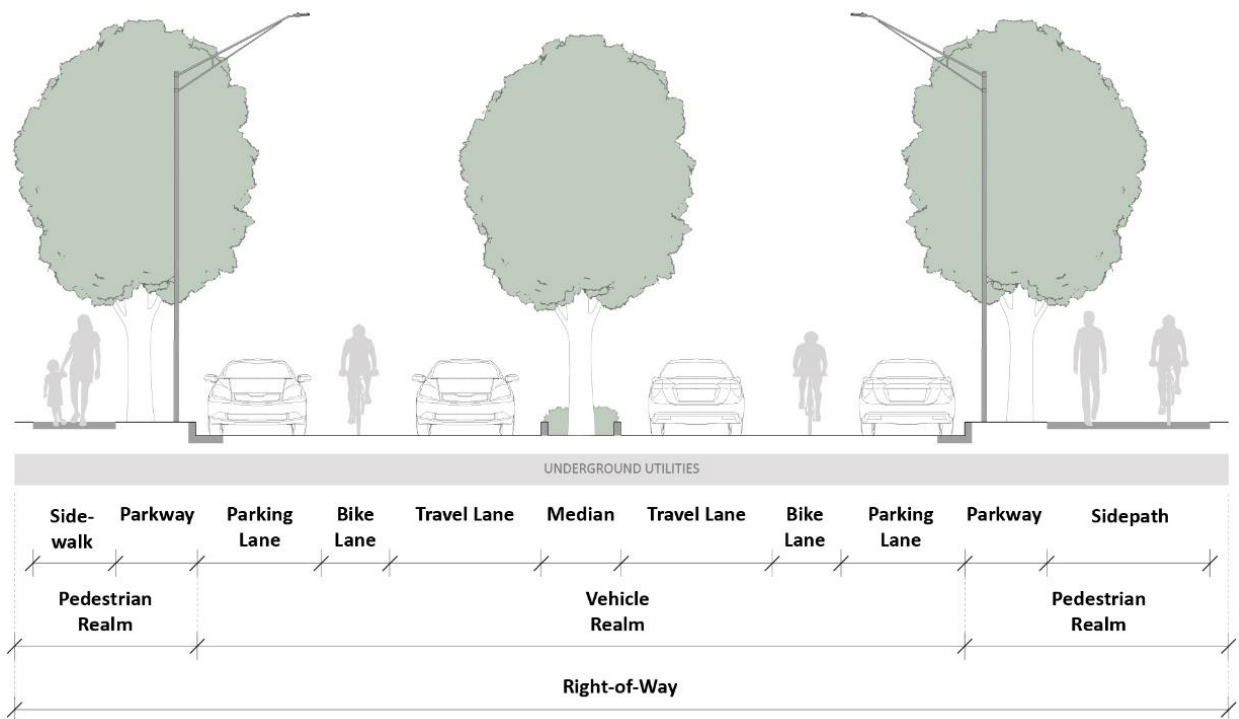 UNDERGROUND UTILITIES
Side-
walk
Parkway
Parking
Lane
Bike
Lane
Travel Lane
Median
Travel Lane
Bike
Lane
Parking
Lane
Parkway
Sidepath
Pedestrian
Realm
Vehicle
Realm
Pedestrian
Realm
Right-of-Way